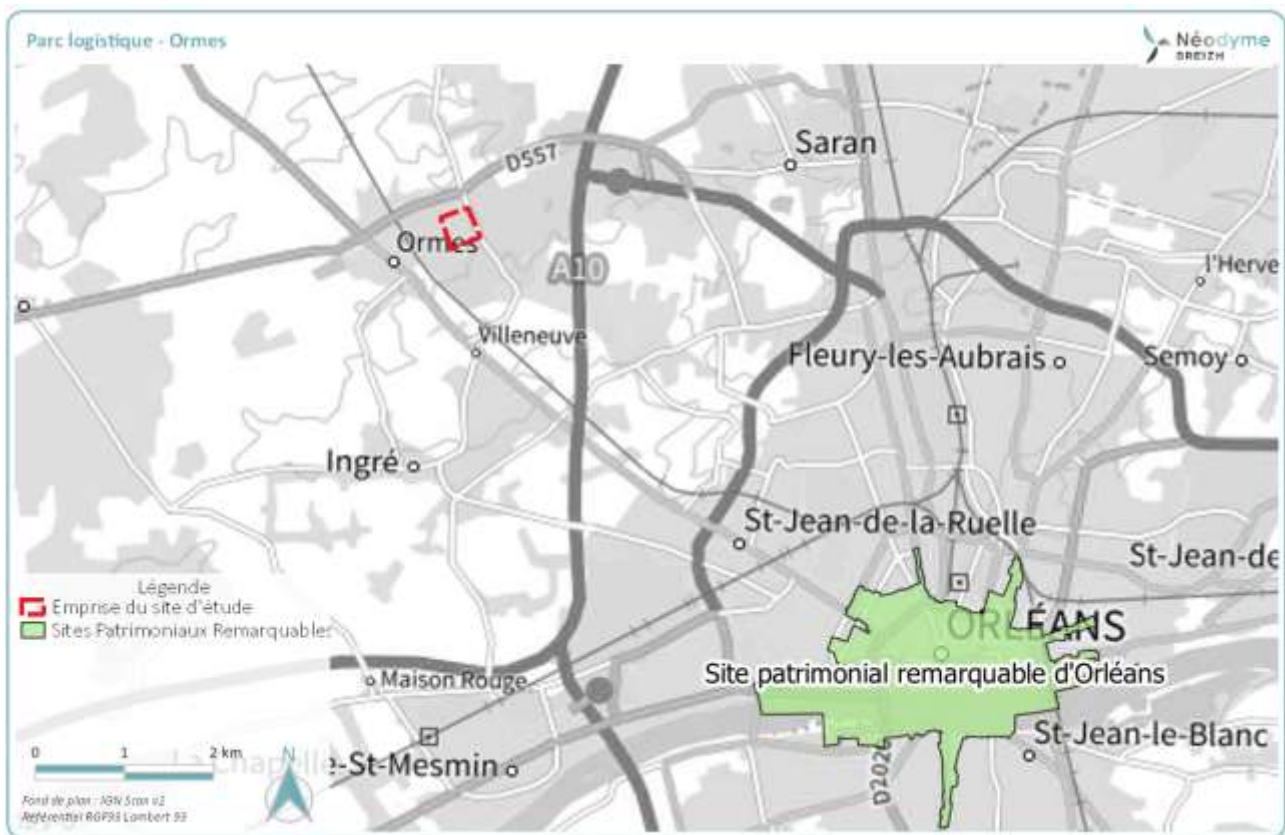 Parc logistique - Ormes
Néodyme
BREIZH
Saran
D557
Ormes
A10
l'Herve
Villeneuve
Fleury-les-Aubrais
Semoy
Ingré
St-Jean-de-la-Ruelle
St-Jean-de
Légende
Emprise du site d'étude
Sites Patrimoniaux Remarquables
ORLÉANS
Site patrimonial remarquable d'Orléans
Maison Rouge
St-Jean-le-Blanc
0 1 2 km
N
La Chapelle
e-St-Mesmin
D2020
Fond de plan : IGN Scan v2
Référentiel RGF93 Lambert 93